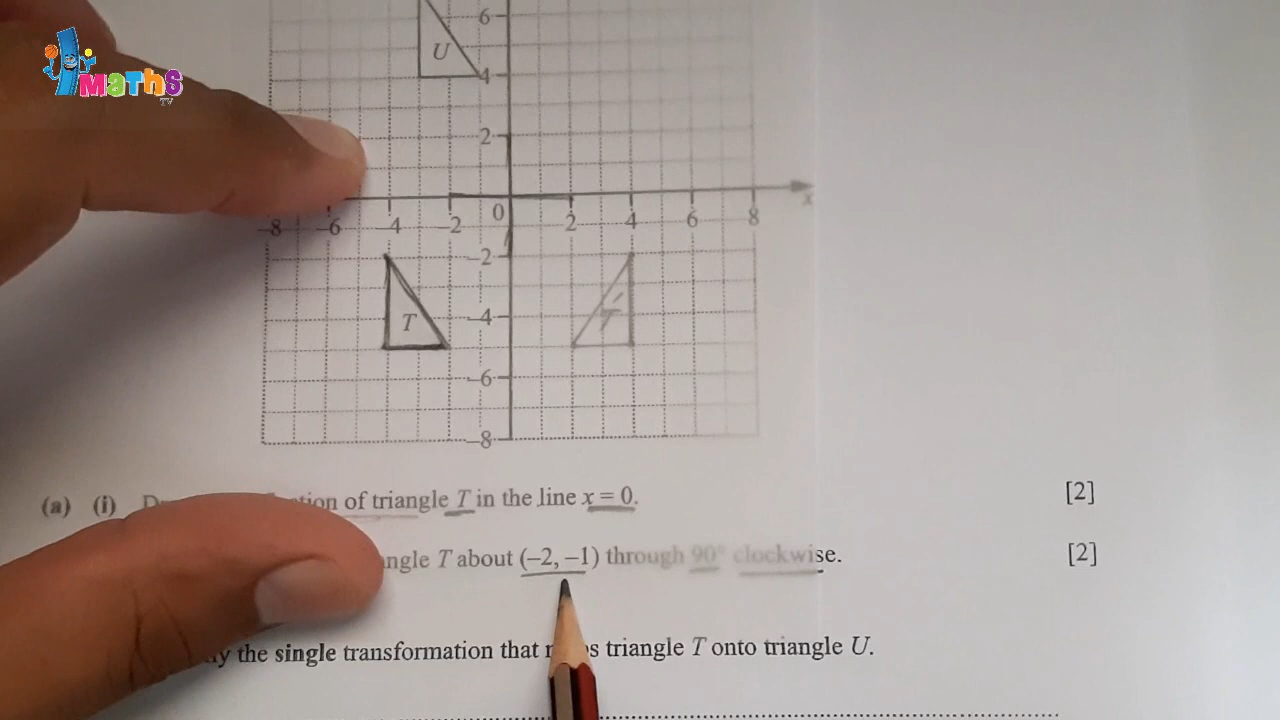 1 Maths TV
6
U
4
2
0
x
-8 -6 -4 -2 2 4 6 8
-2
T -4 T'
-6
-8
(a) (i) of triangle T in the line x = 0. [2]
T about (–2, –1) through 90° clockwise. [2]
the single transformation that triangle T onto triangle U.